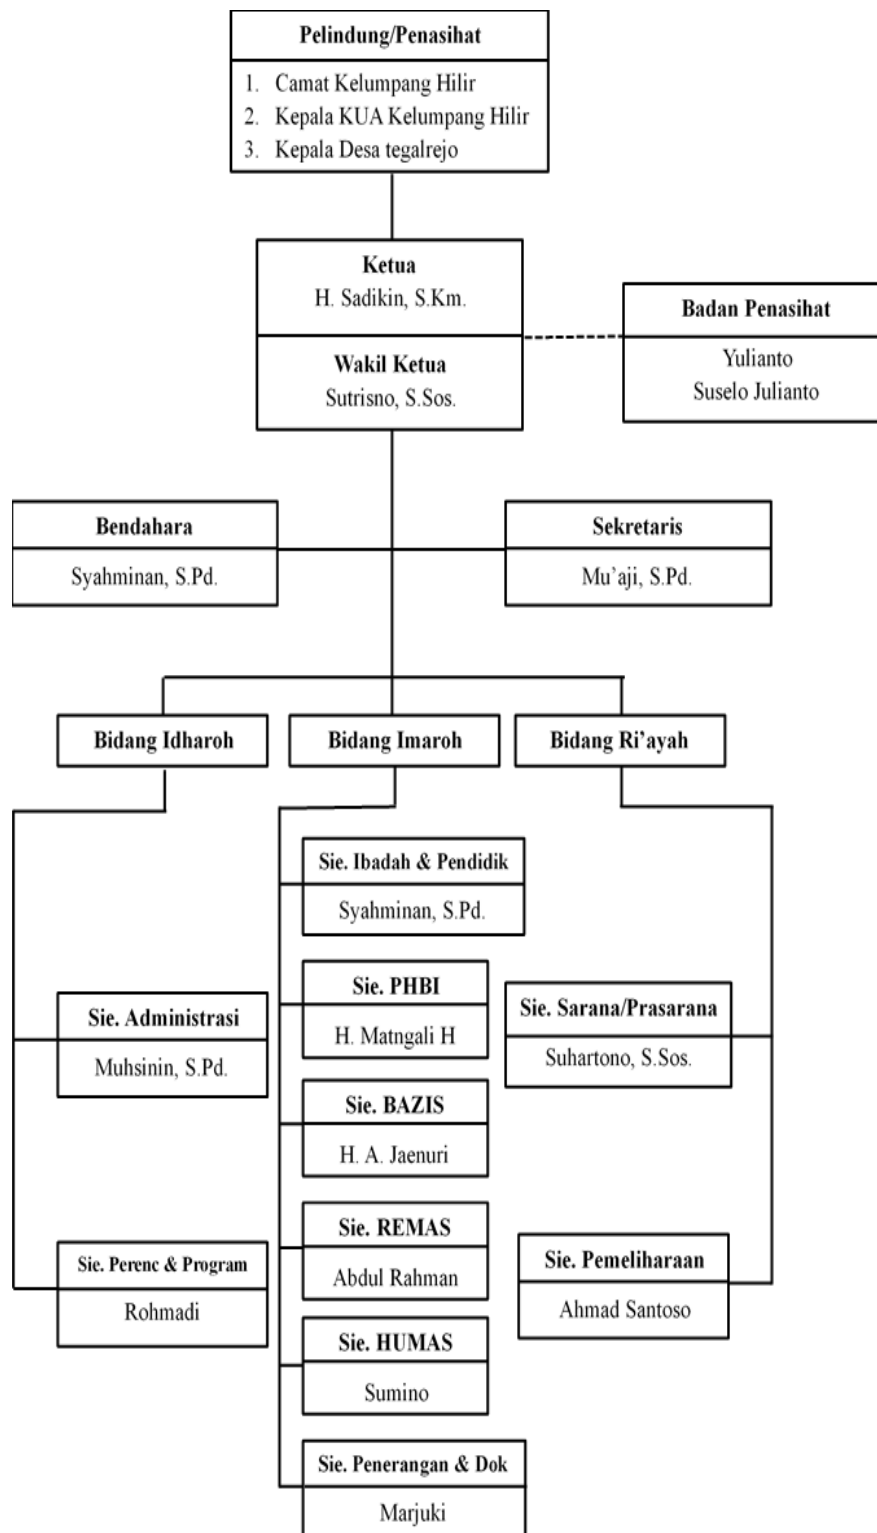 Pelindung/Penasihat
1. Camat Kelumpang Hilir
2. Kepala KUA Kelumpang Hilir
3. Kepala Desa tegalrejo
Ketua
H. Sadikin, S.Km.
Wakil Ketua
Sutrisno, S.Sos.
Badan Penasihat
Yulianto
Suselo Julianto
Bendahara
Syahminan, S.Pd.
Sekretaris
Mu’aji, S.Pd.
Bidang Idharoh
Bidang Imaroh
Bidang Ri’ayah
Sie. Administrasi
Muhsinin, S.Pd.
Sie. Perenc & Program
Rohmadi
Sie. Ibadah & Pendidik
Syahminan, S.Pd.
Sie. PHBI
H. Matngali H
Sie. BAZIS
H. A. Jaenuri
Sie. REMAS
Abdul Rahman
Sie. HUMAS
Sumino
Sie. Penerangan & Dok
Marjuki
Sie. Sarana/Prasarana
Suhartono, S.Sos.
Sie. Pemeliharaan
Ahmad Santoso